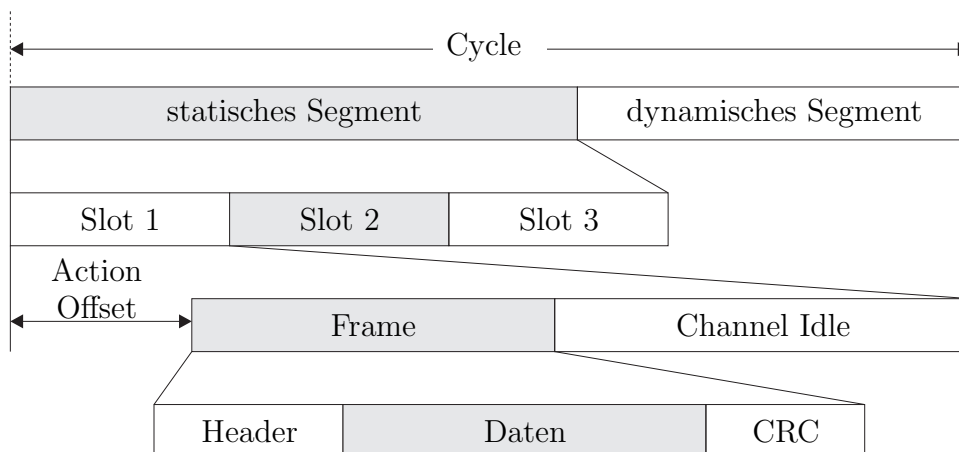 Cycle
statisches Segment
dynamisches Segment
Slot 1
Slot 2
Slot 3
Action
Offset
Frame
Channel Idle
Header
Daten
CRC